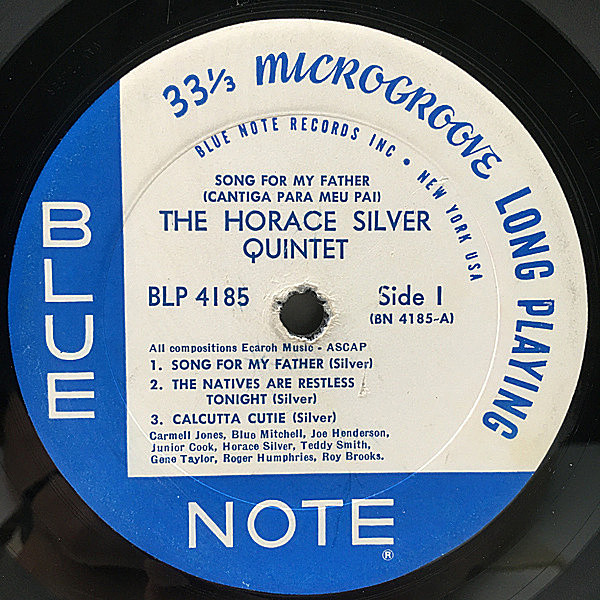 33⅓ MICROGROOVE LONG PLAYING
BLUE NOTE RECORDS INC • NEW YORK USA
SONG FOR MY FATHER
(CANTIGA PARA MEU PAI)
THE HORACE SILVER
QUINTET
BLP 4185
Side 1
(BN 4185-A)
All compositions Ecaroh Music - ASCAP
1. SONG FOR MY FATHER (Silver)
2. THE NATIVES ARE RESTLESS
TONIGHT (Silver)
3. CALCUTTA CUTIE (Silver)
Carmell Jones, Blue Mitchell, Joe Henderson,
Junior Cook, Horace Silver, Teddy Smith,
Gene Taylor, Roger Humphries, Roy Brooks.
BLUE
NOTE®